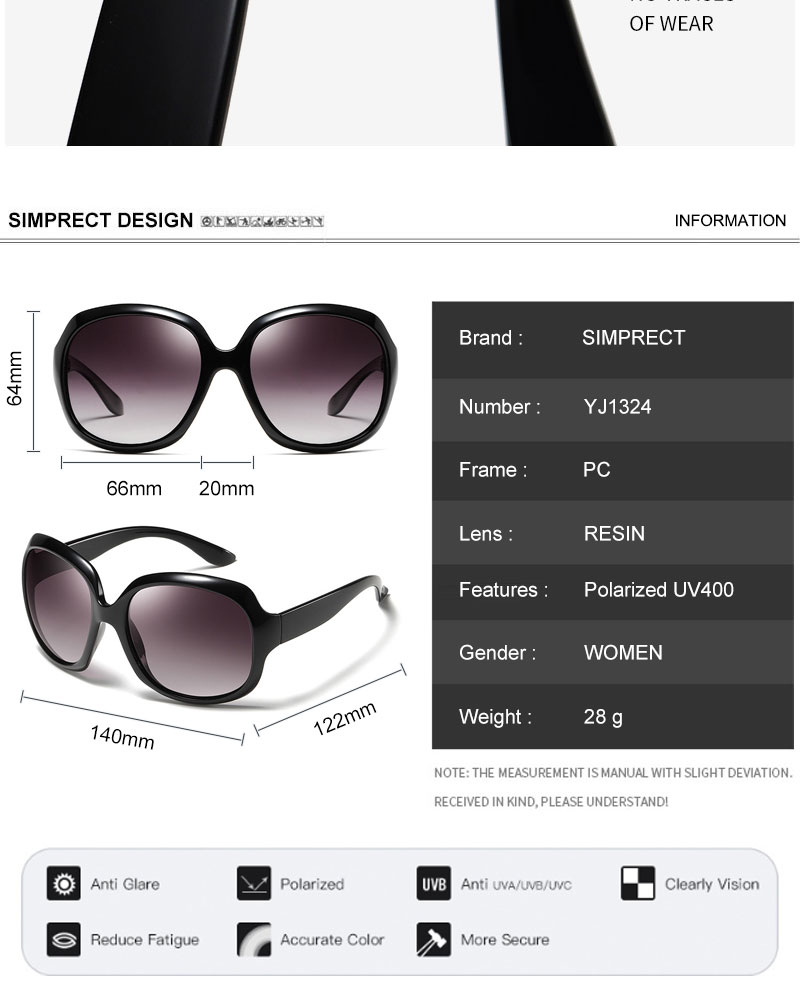 OF WEAR
SIMPRECT DESIGN
INFORMATION
64mm
66mm 20mm
140mm
122mm
Brand : SIMPRECT
Number : YJ1324
Frame : PC
Lens : RESIN
Features : Polarized UV400
Gender : WOMEN
Weight : 28 g
NOTE: THE MEASUREMENT IS MANUAL WITH SLIGHT DEVIATION.
RECEIVED IN KIND, PLEASE UNDERSTAND!
Anti Glare
Polarized
UVB Anti UVA/UVB/UVC
Clearly Vision
Reduce Fatigue
Accurate Color
More Secure